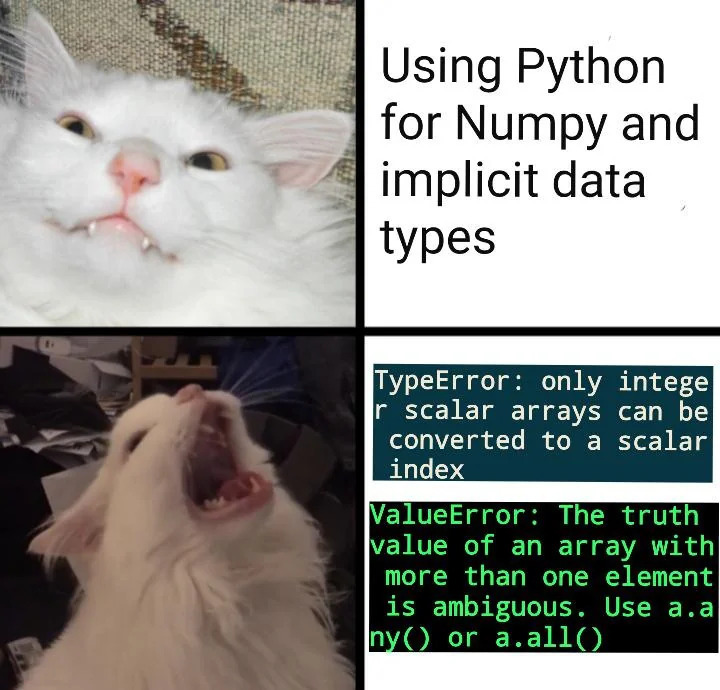 Using Python
for Numpy and
implicit data
types
TypeError: only intege
r scalar arrays can be
converted to a scalar
index
ValueError: The truth
value of an array with
more than one element
is ambiguous. Use a.a
ny() or a.all()